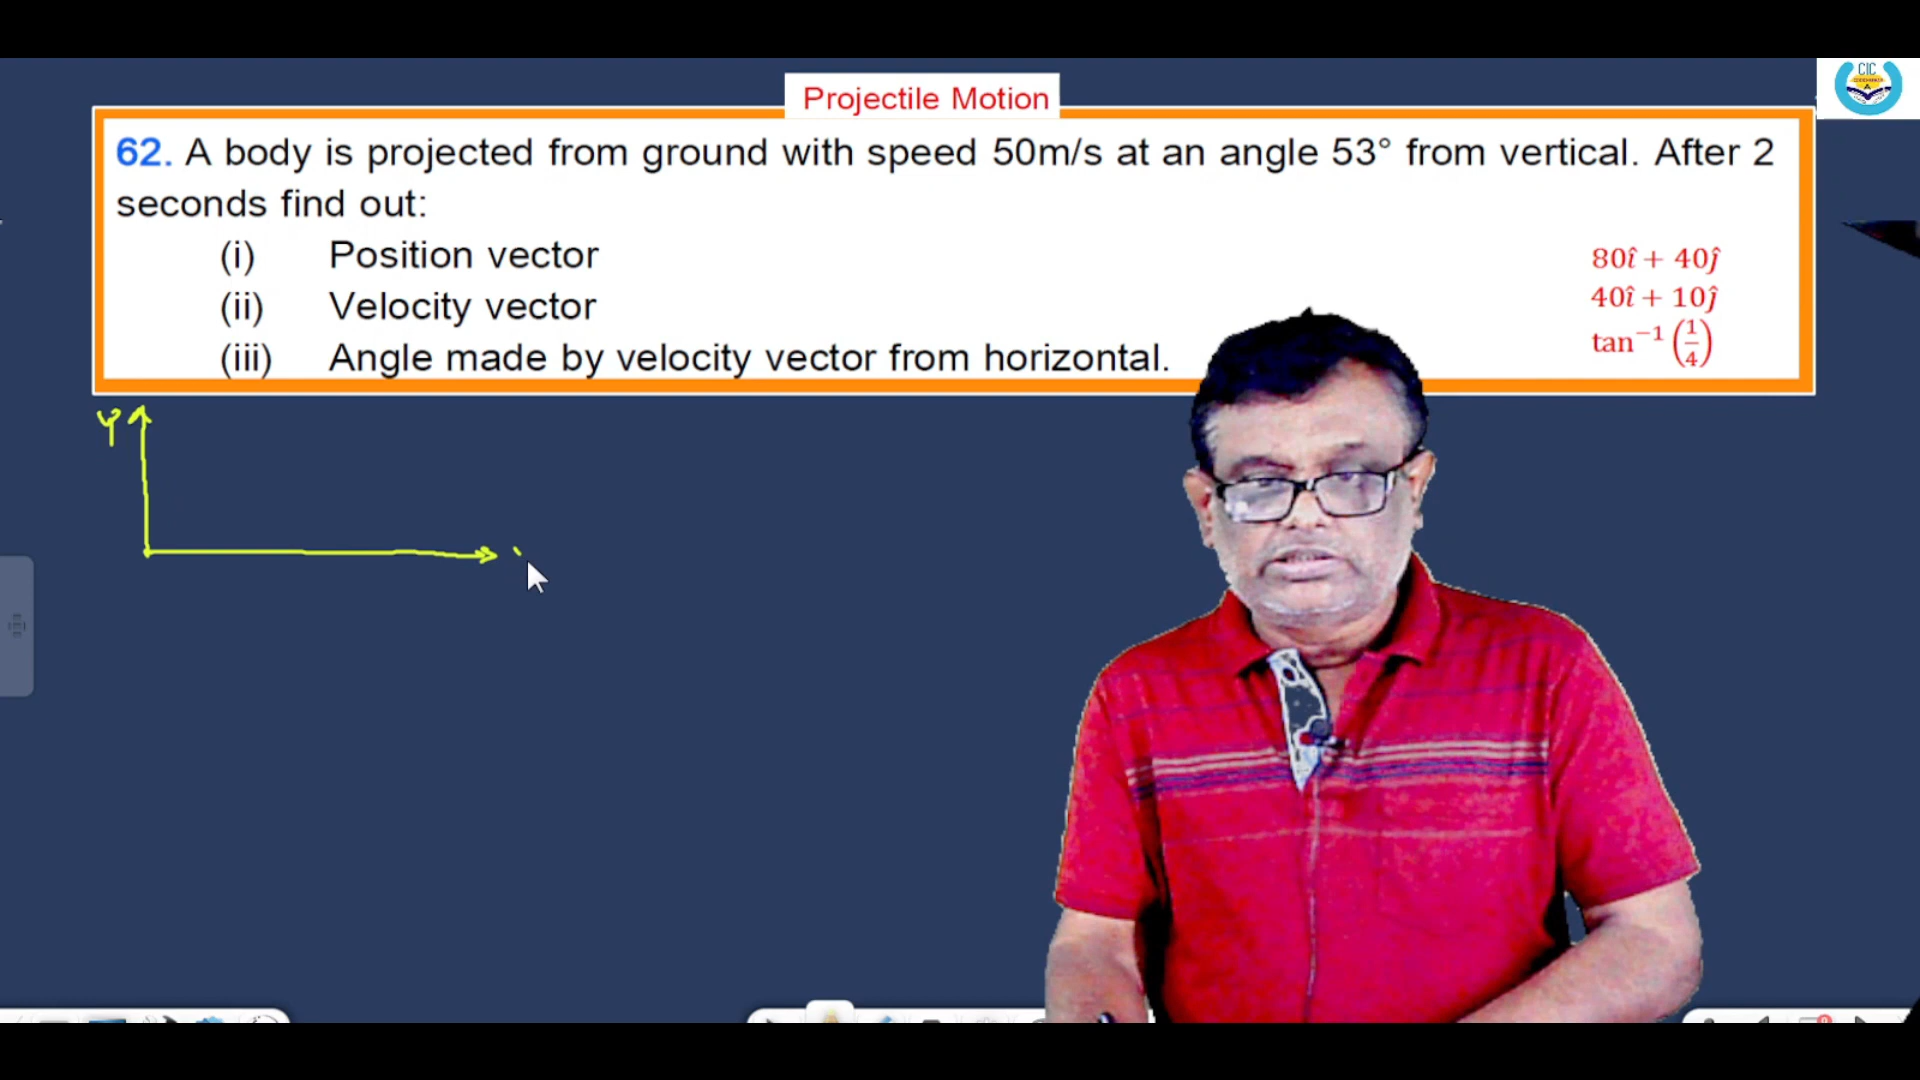 CIC
Projectile Motion
62. A body is projected from ground with speed 50m/s at an angle 53° from vertical. After 2
seconds find out:
(i) Position vector 80î + 40ĵ
(ii) Velocity vector 40î + 10ĵ
(iii) Angle made by velocity vector from horizontal. tan⁻¹ (1/4)
Y